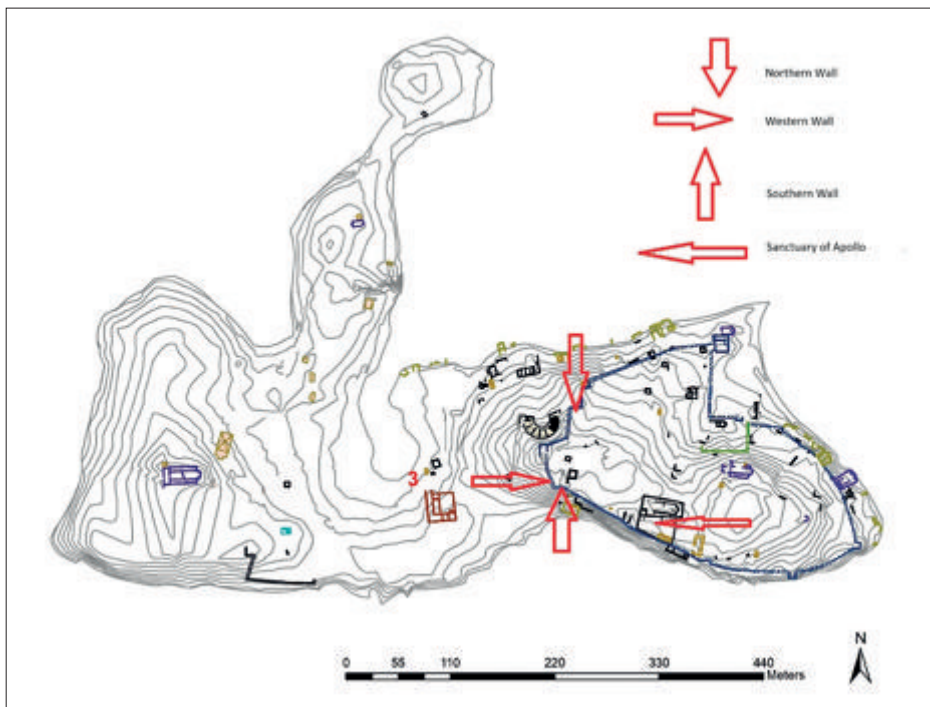 Northern Wall
Western Wall
Southern Wall
Sanctuary of Apollo
3
N
0 55 110 220 330 440
Meters